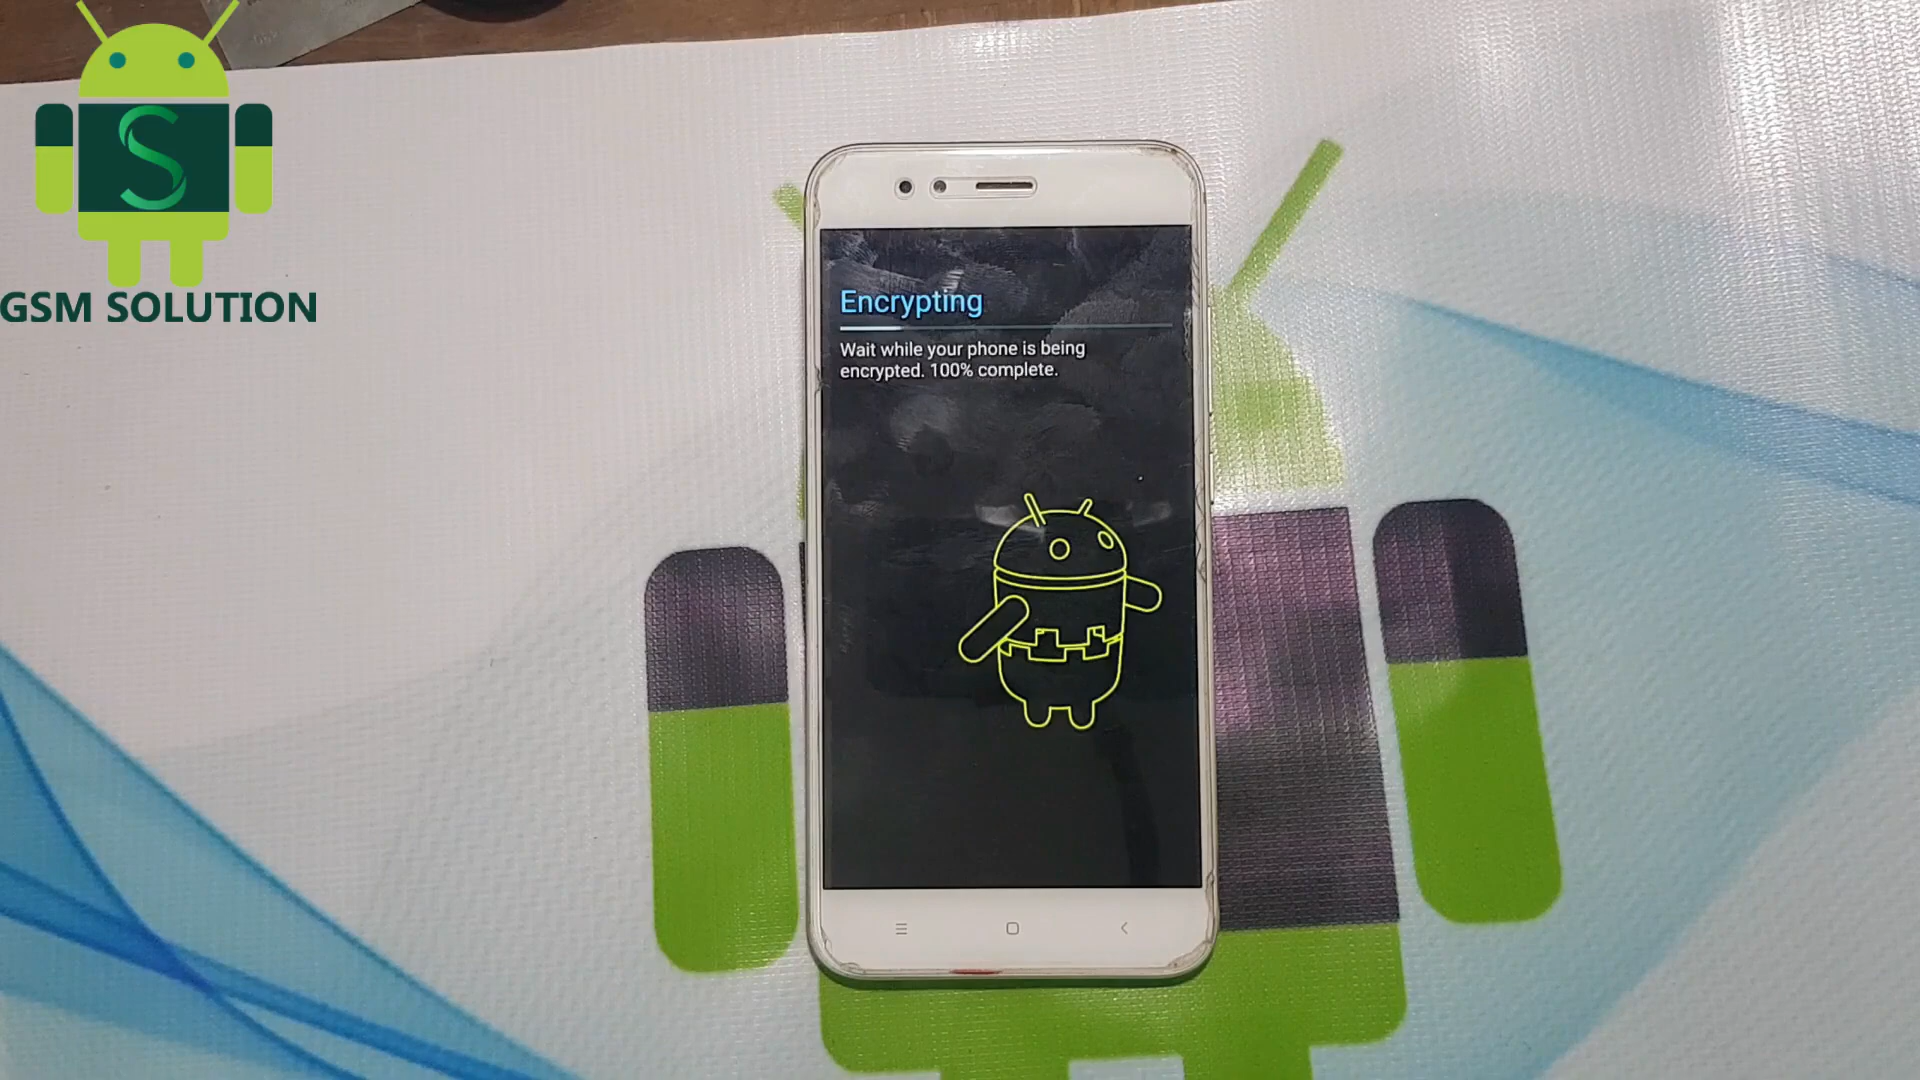 S
GSM SOLUTION
Encrypting
Wait while your phone is being
encrypted. 100% complete.